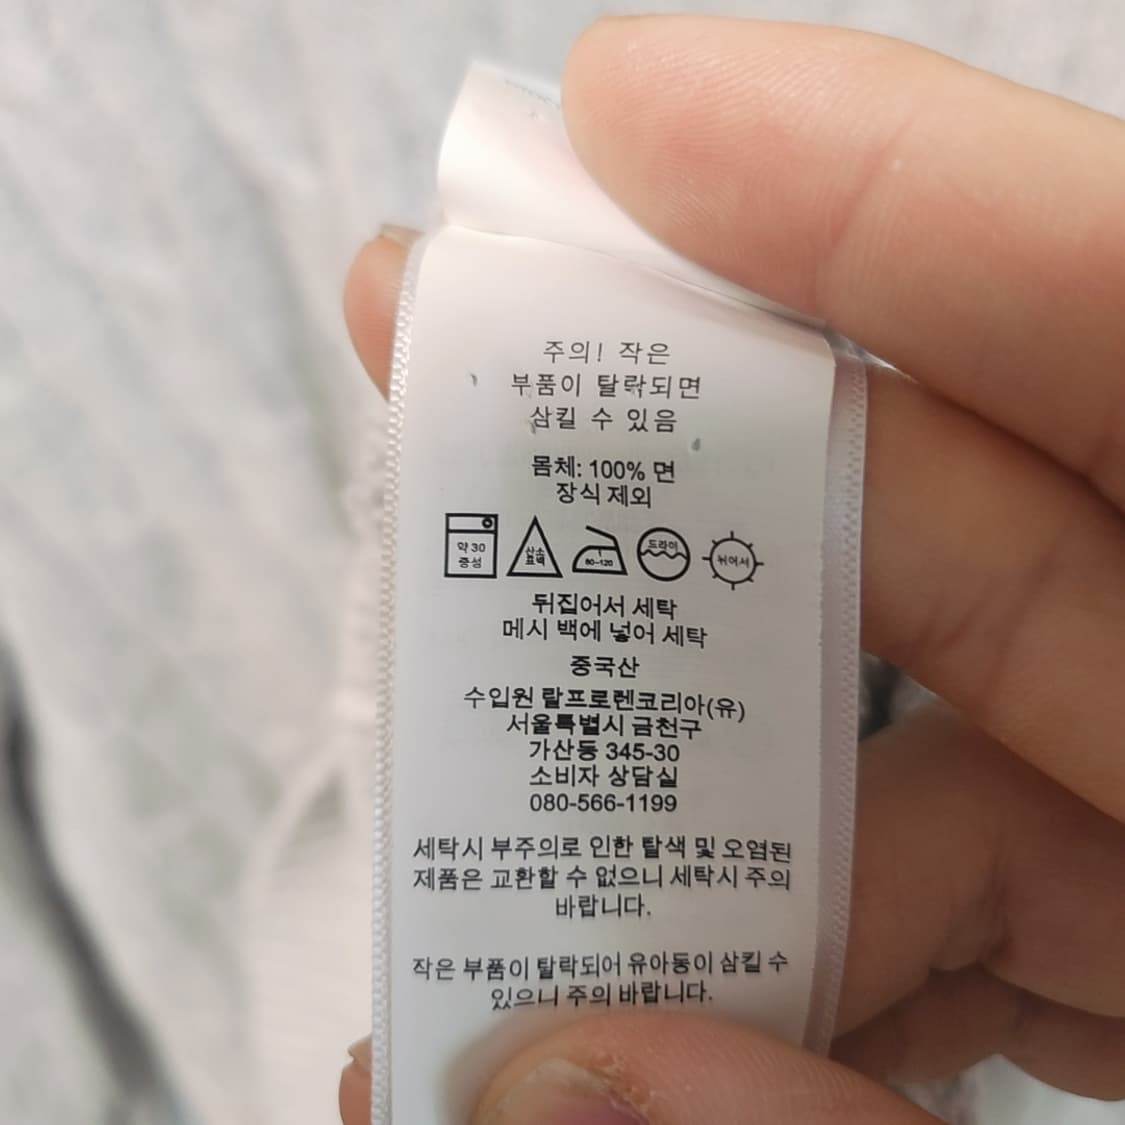 주의! 작은
부품이 탈락되면
삼킬 수 있음
몸체: 100% 면
장식 제외
약 30
중성
산소
표백
80-120
드라이
뉘어서
뒤집어서 세탁
메시 백에 넣어 세탁
중국산
수입원 랄프로렌코리아(유)
서울특별시 금천구
가산동 345-30
소비자 상담실
080-566-1199
세탁시 부주의로 인한 탈색 및 오염된
제품은 교환할 수 없으니 세탁시 주의
바랍니다.
작은 부품이 탈락되어 유아동이 삼킬 수
있으니 주의 바랍니다.